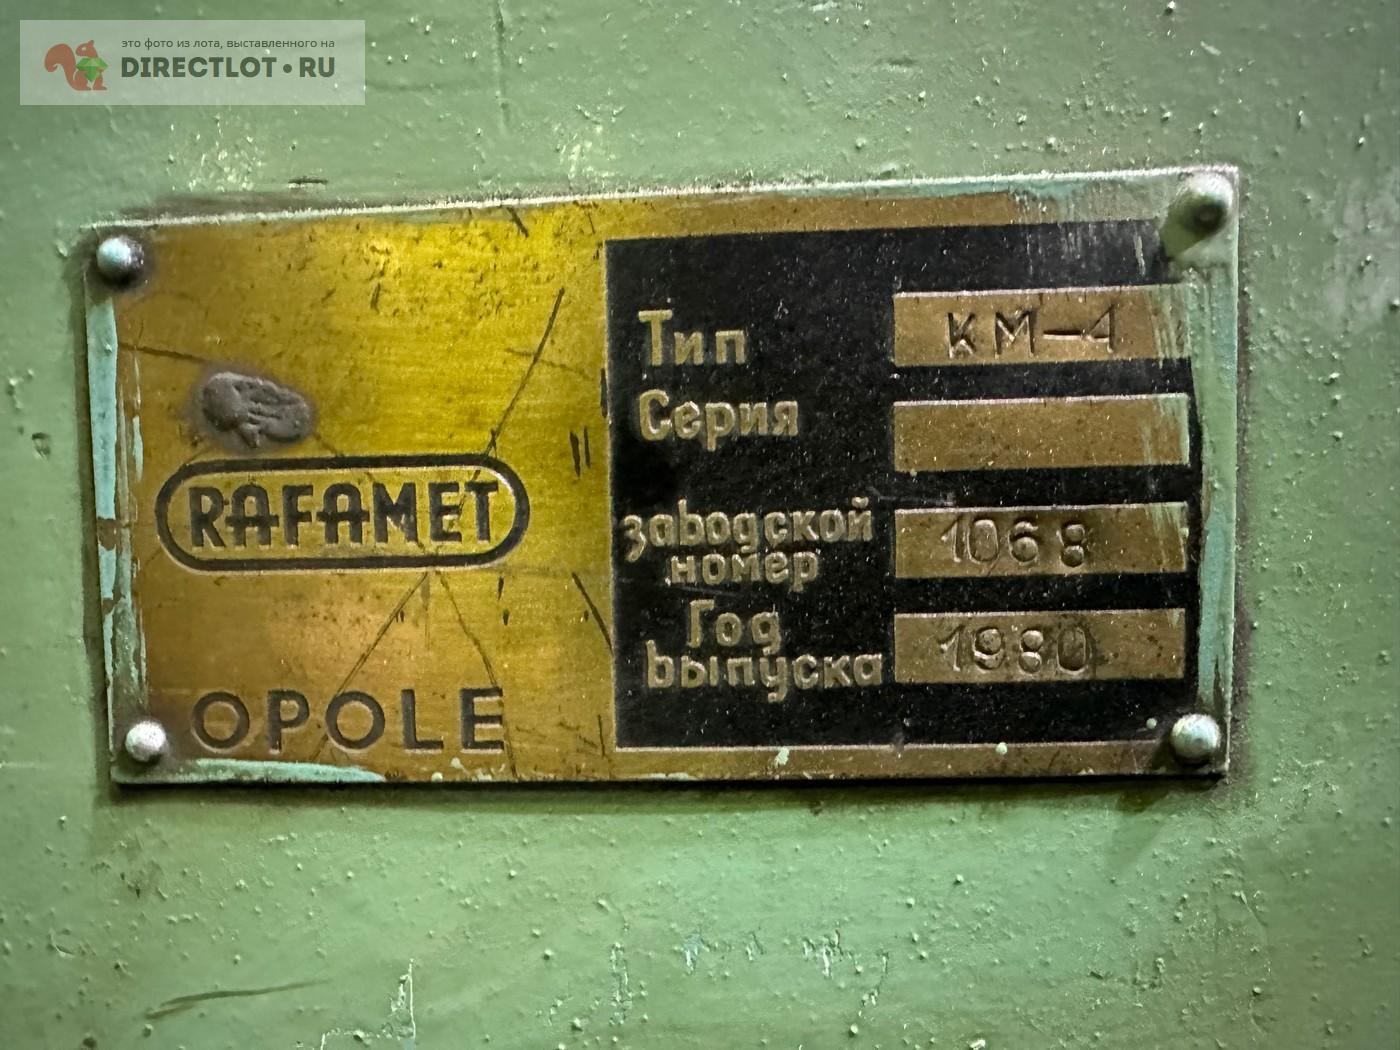 это фото из лота, выставленного на
DIRECTLOT•RU
RAFAMET
OPOLE
Тип КМ-1
Серия
Заводской номер 1068
Год выпуска 1980